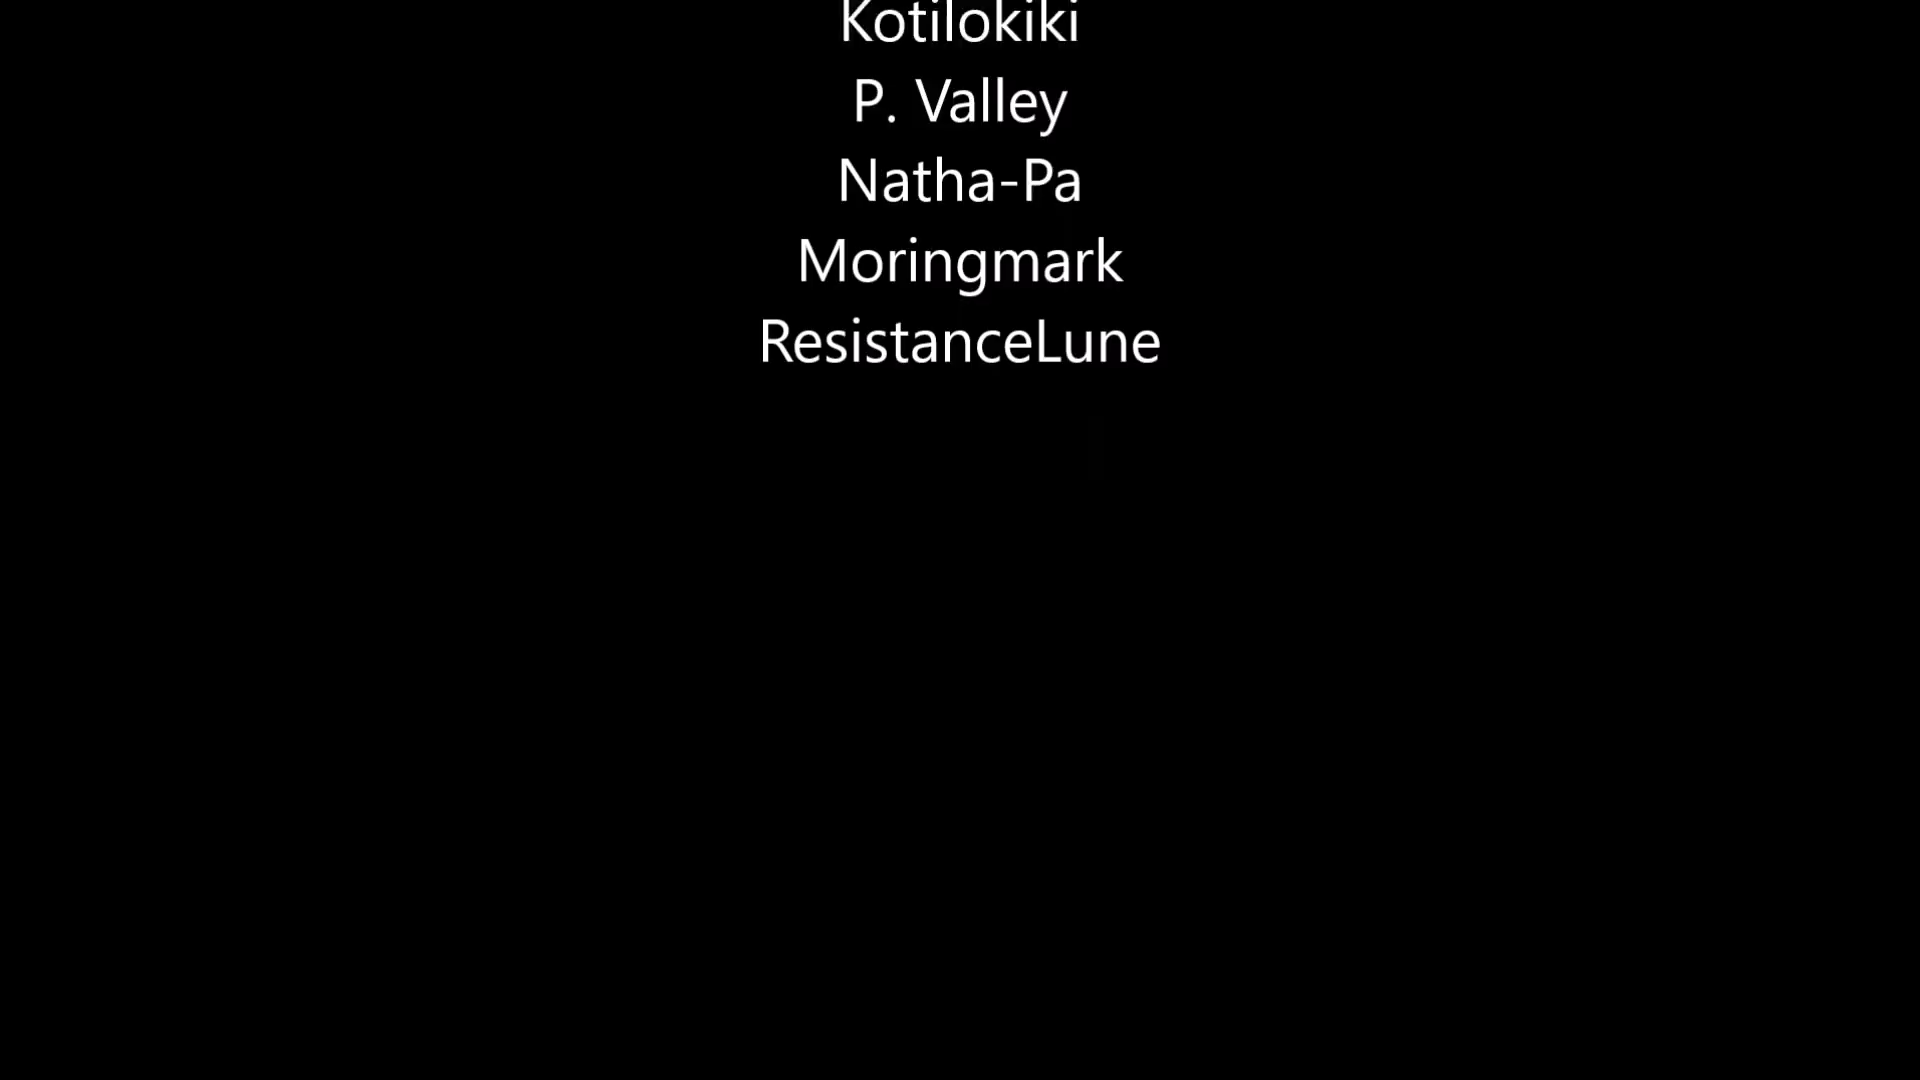 Kotilokiki
P. Valley
Natha-Pa
Moringmark
ResistanceLune